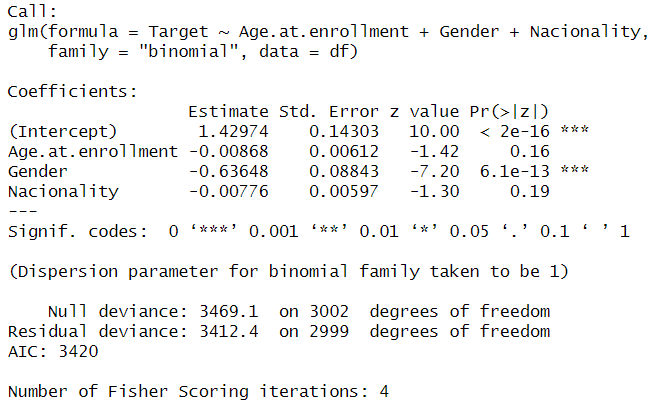 Call:
glm(formula = Target ~ Age.at.enrollment + Gender + Nacionality,
    family = "binomial", data = df)

Coefficients:
                   Estimate Std. Error z value Pr(>|z|)
(Intercept)         1.42974    0.14303   10.00  < 2e-16 ***
Age.at.enrollment -0.00868    0.00612   -1.42     0.16
Gender             -0.63648    0.08843   -7.20  6.1e-13 ***
Nacionality        -0.00776    0.00597   -1.30     0.19
---
Signif. codes:  0 ‘***’ 0.001 ‘**’ 0.01 ‘*’ 0.05 ‘.’ 0.1 ‘ ’ 1

(Dispersion parameter for binomial family taken to be 1)

    Null deviance: 3469.1  on 3002  degrees of freedom
Residual deviance: 3412.4  on 2999  degrees of freedom
AIC: 3420

Number of Fisher Scoring iterations: 4